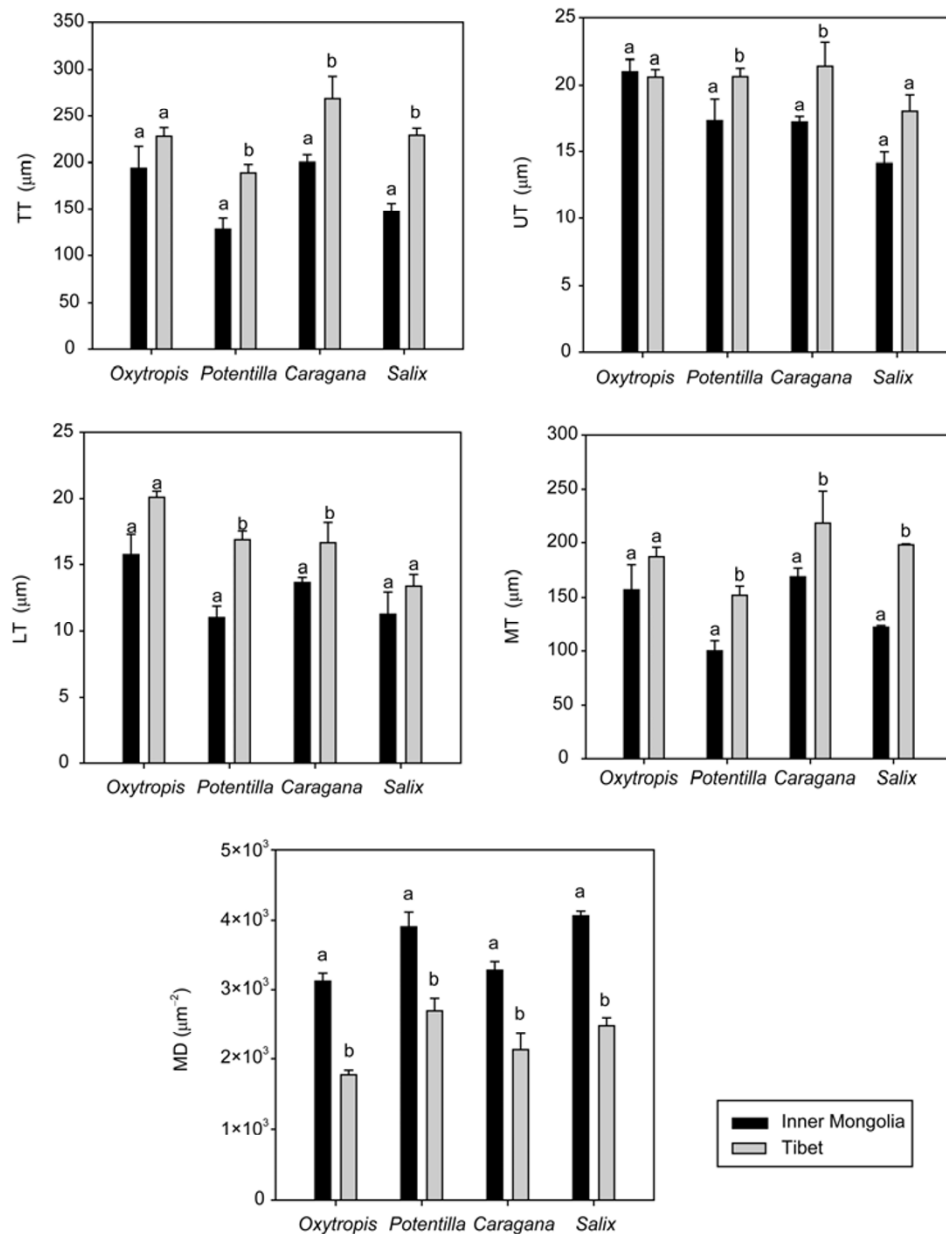 TT (μm)
350
300
250
200
150
100
50
0
a a a b a b a b
Oxytropis Potentilla Caragana Salix
UT (μm)
25
20
15
10
5
0
a a a b a b a a
Oxytropis Potentilla Caragana Salix
LT (μm)
25
20
15
10
5
0
a a a b a b a a
Oxytropis Potentilla Caragana Salix
MT (μm)
300
250
200
150
100
50
0
a a a b a b a b
Oxytropis Potentilla Caragana Salix
MD (μm⁻²)
5×10³
4×10³
3×10³
2×10³
1×10³
0
a b a b a b a b
Oxytropis Potentilla Caragana Salix
Inner Mongolia
Tibet